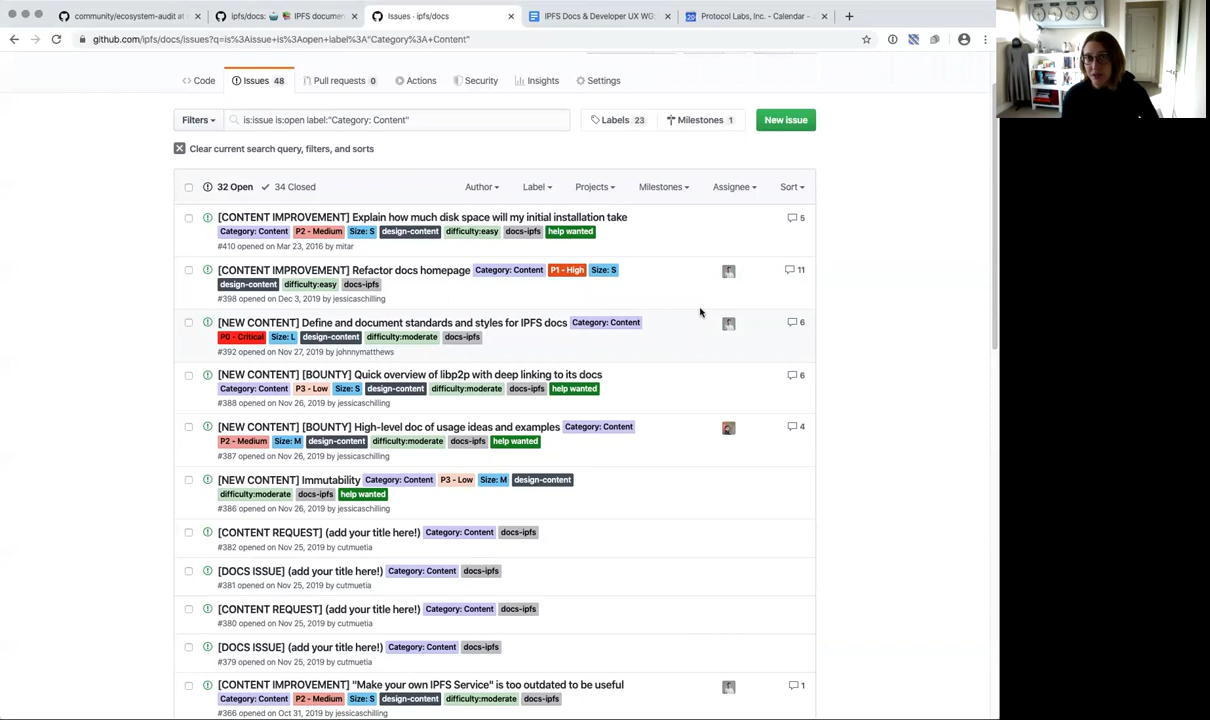 community/ecosystem-audit at
ipfs/docs: 📚 IPFS documen
Issues · ipfs/docs
IPFS Docs & Developer UX WG:
Protocol Labs, Inc. - Calendar -
github.com/ipfs/docs/issues?q=is%3Aissue+is%3Aopen+label%3A"Category%3A+Content"
Code
Issues 48
Pull requests 0
Actions
Security
Insights
Settings
Filters
is:issue is:open label:"Category: Content"
Labels 23
Milestones 1
New issue
Clear current search query, filters, and sorts
32 Open
34 Closed
Author
Label
Projects
Milestones
Assignee
Sort
[CONTENT IMPROVEMENT] Explain how much disk space will my initial installation take
5
Category: Content P2 - Medium Size: S design-content difficulty:easy docs-ipfs help wanted
#410 opened on Mar 23, 2016 by mitar
[CONTENT IMPROVEMENT] Refactor docs homepage Category: Content P1 - High Size: S
11
design-content difficulty:easy docs-ipfs
#398 opened on Dec 3, 2019 by jessicaschilling
[NEW CONTENT] Define and document standards and styles for IPFS docs Category: Content
6
P0 - Critical Size: L design-content difficulty:moderate docs-ipfs
#392 opened on Nov 27, 2019 by johnnymatthews
[NEW CONTENT] [BOUNTY] Quick overview of libp2p with deep linking to its docs
6
Category: Content P3 - Low Size: S design-content difficulty:moderate docs-ipfs help wanted
#388 opened on Nov 26, 2019 by jessicaschilling
[NEW CONTENT] [BOUNTY] High-level doc of usage ideas and examples Category: Content
4
P2 - Medium Size: M design-content difficulty:moderate docs-ipfs help wanted
#387 opened on Nov 26, 2019 by jessicaschilling
[NEW CONTENT] Immutability Category: Content P3 - Low Size: M design-content
difficulty:moderate docs-ipfs help wanted
#386 opened on Nov 26, 2019 by jessicaschilling
[CONTENT REQUEST] (add your title here!) Category: Content docs-ipfs
#382 opened on Nov 25, 2019 by cutmuetia
[DOCS ISSUE] (add your title here!) Category: Content docs-ipfs
#381 opened on Nov 25, 2019 by cutmuetia
[CONTENT REQUEST] (add your title here!) Category: Content docs-ipfs
#380 opened on Nov 25, 2019 by cutmuetia
[DOCS ISSUE] (add your title here!) Category: Content docs-ipfs
#379 opened on Nov 25, 2019 by cutmuetia
[CONTENT IMPROVEMENT] "Make your own IPFS Service" is too outdated to be useful
1
Category: Content P2 - Medium Size: S design-content difficulty:moderate docs-ipfs
#366 opened on Oct 31, 2019 by jessicaschilling